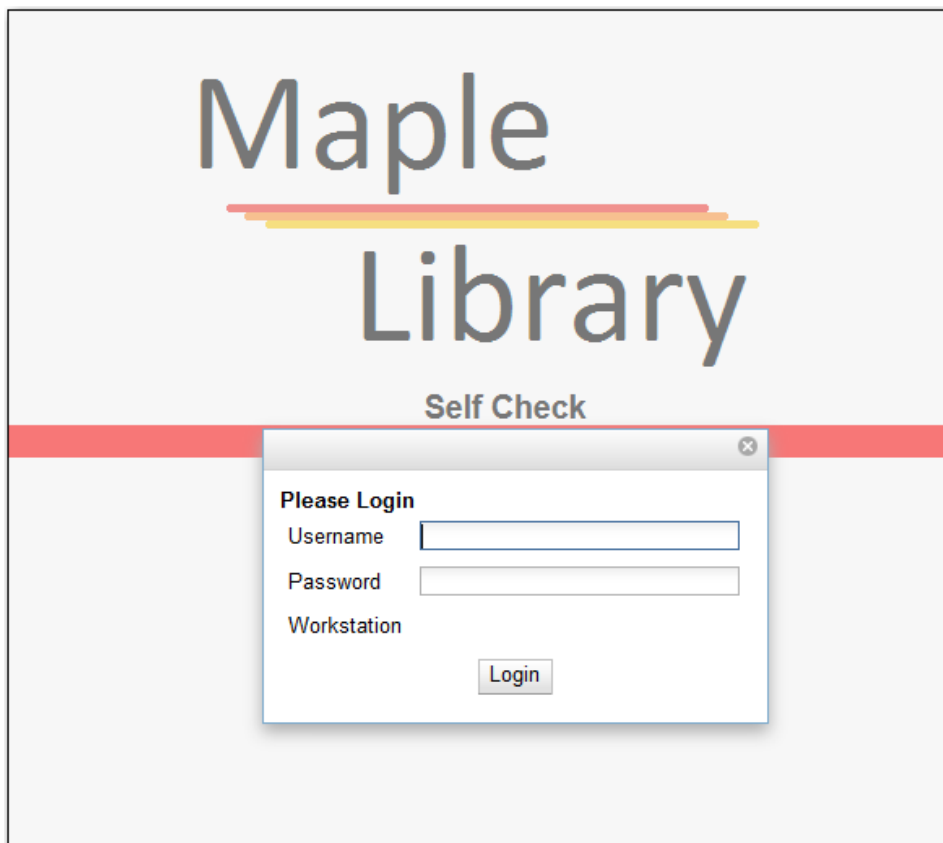 Maple
Library
Self Check
Please Login
Username
Password
Workstation
Login